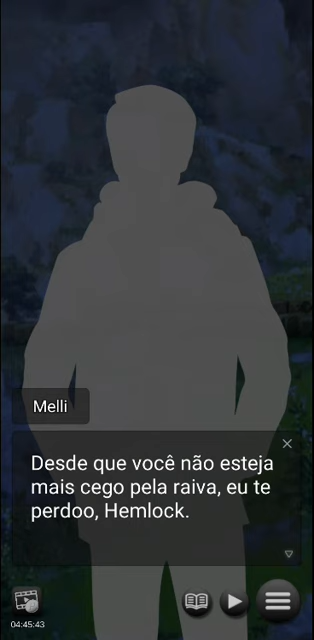 Melli
Desde que você não esteja
mais cego pela raiva, eu te
perdoo, Hemlock.
04:45:43